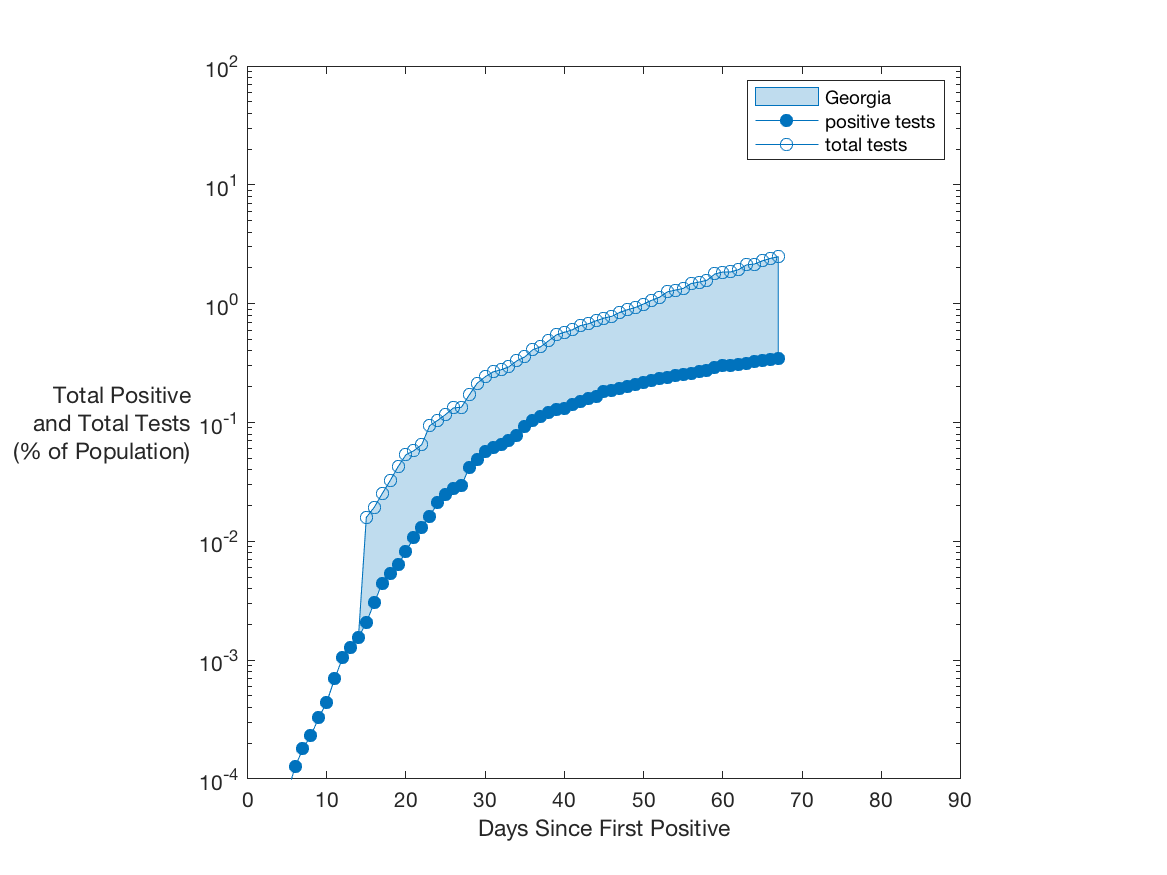 10^2
10^1
10^0
10^-1
10^-2
10^-3
10^-4
Total Positive
and Total Tests
(% of Population)
Georgia
positive tests
total tests
0 10 20 30 40 50 60 70 80 90
Days Since First Positive